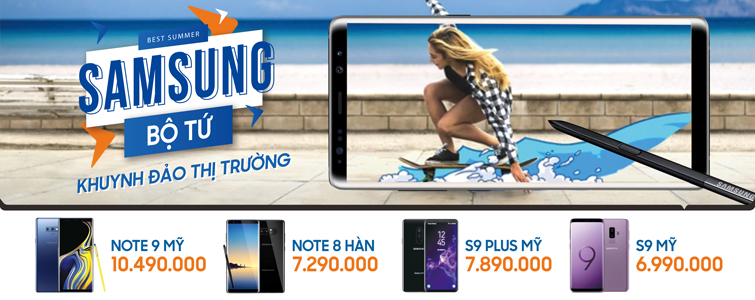 BEST SUMMER
SAMSUNG
BỘ TỨ
KHUYNH ĐẢO THỊ TRƯỜNG
SAMSUNG
NOTE 9 MỸ
10.490.000
NOTE 8 HÀN
7.290.000
S9 PLUS MỸ
7.890.000
9
S9 MỸ
6.990.000